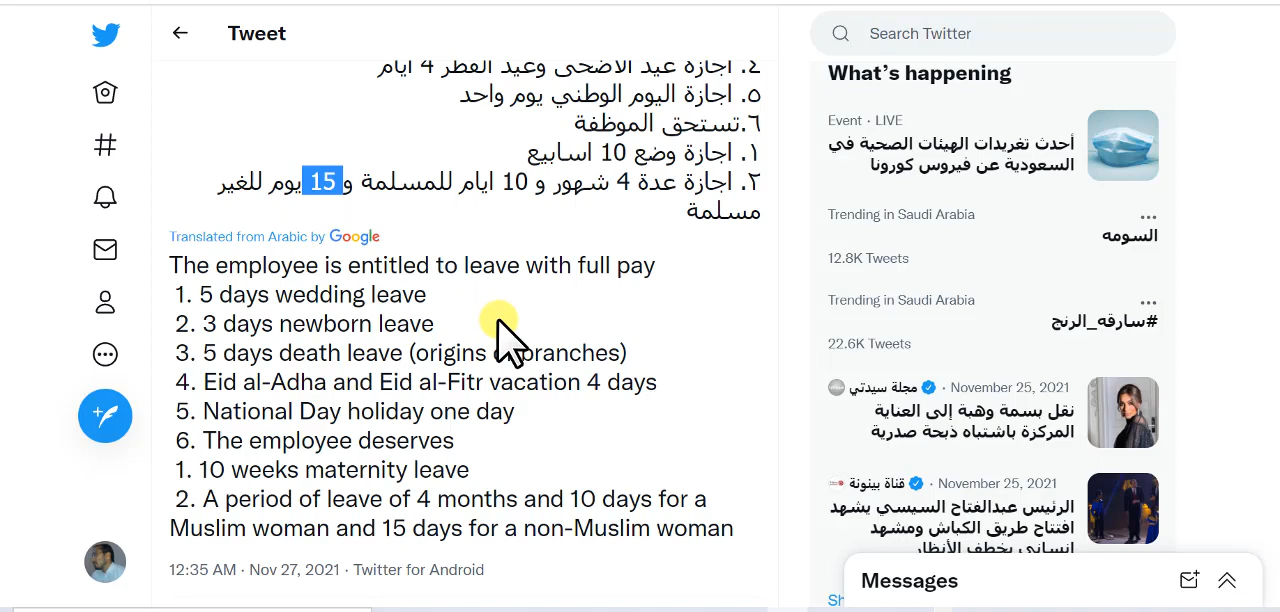 Tweet
٤. اجازة عيد الاضحى وعيد الفطر 4 ايام
٥. اجازة اليوم الوطني يوم واحد
٦.تستحق الموظفة
١. اجازة وضع 10 اسابيع
٢. اجازة عدة 4 شهور و 10 ايام للمسلمة و 15 يوم للغير
مسلمة
Translated from Arabic by Google
The employee is entitled to leave with full pay
1. 5 days wedding leave
2. 3 days newborn leave
3. 5 days death leave (origins branches)
4. Eid al-Adha and Eid al-Fitr vacation 4 days
5. National Day holiday one day
6. The employee deserves
1. 10 weeks maternity leave
2. A period of leave of 4 months and 10 days for a
Muslim woman and 15 days for a non-Muslim woman
12:35 AM · Nov 27, 2021 · Twitter for Android
Search Twitter
What's happening
Event · LIVE
أحدث تغريدات الهيئات الصحية في
السعودية عن فيروس كورونا
Trending in Saudi Arabia
السومه
12.8K Tweets
Trending in Saudi Arabia
#سارقه_الرنج
22.6K Tweets
مجلة سيدتي · November 25, 2021
نقل بسمة وهبة إلى العناية
المركزة باشتباه ذبحة صدرية
قناة بينونة · November 25, 2021
الرئيس عبدالفتاح السيسي يشهد
افتتاح طريق الكباش ومشهد
إنساني يخطف الأنظار
Messages